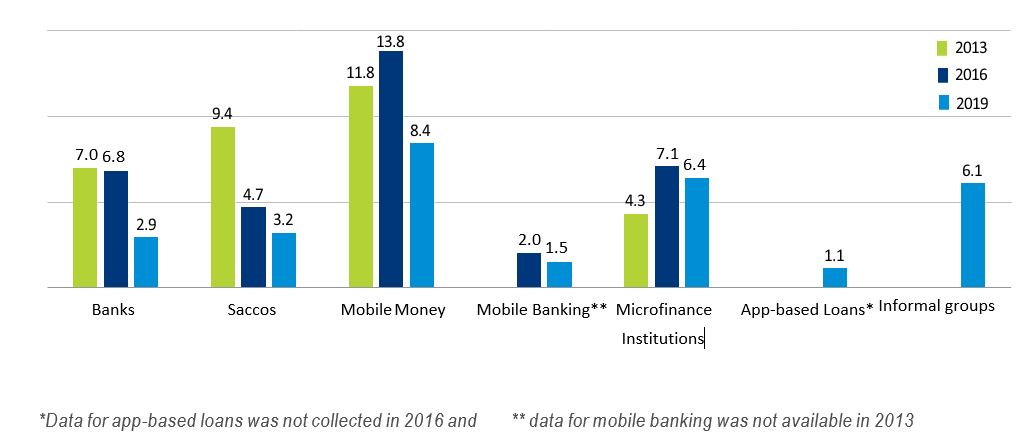 13.8
2013
11.8
2016
9.4
2019
8.4
7.0 6.8
7.1
6.4
6.1
4.7
4.3
2.9
3.2
2.0 1.5
1.1
Banks
Saccos
Mobile Money
Mobile Banking**
Microfinance
Institutions
App-based Loans*
Informal groups
*Data for app-based loans was not collected in 2016 and
** data for mobile banking was not available in 2013